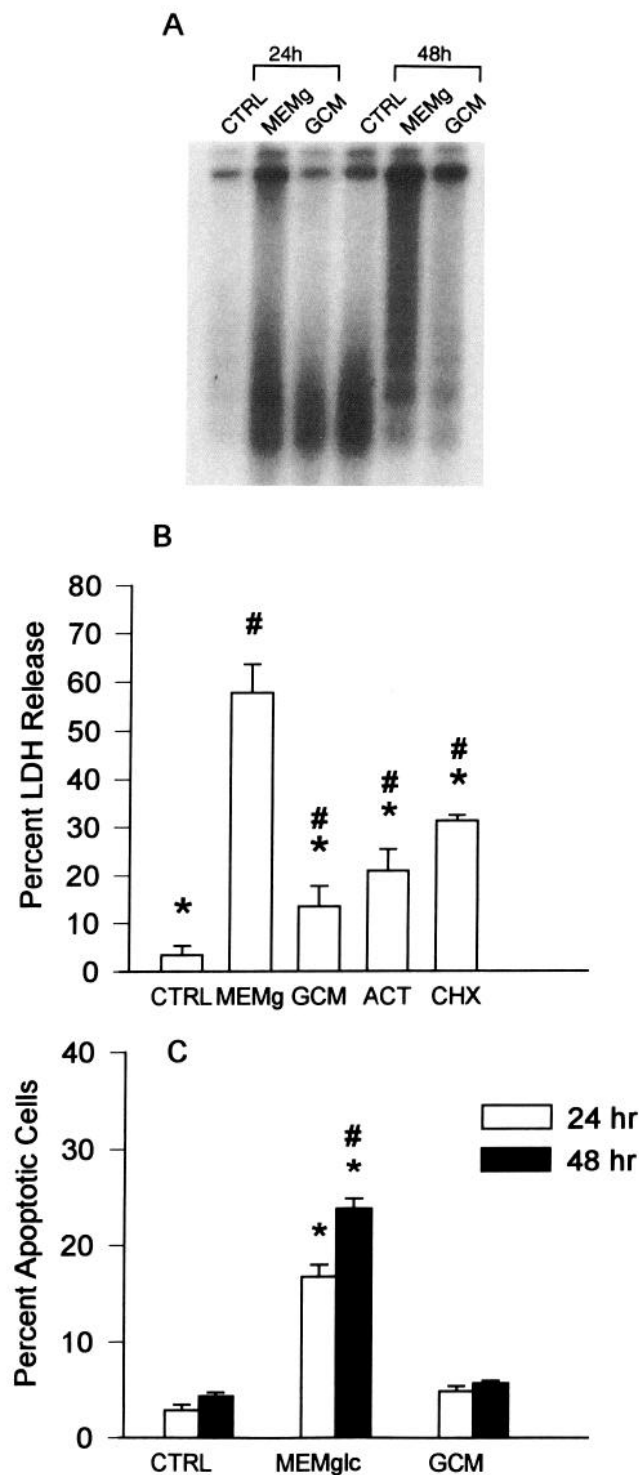 A
24h 48h
CTRL MEMg GCM CTRL MEMg GCM
B
80
70
60
50
40
30
20
10
0
Percent LDH Release
*
#
#
*
#
*
#
*
CTRL MEMg GCM ACT CHX
C
40
30
20
10
0
Percent Apoptotic Cells
24 hr
48 hr
*
#
*
CTRL MEMglc GCM